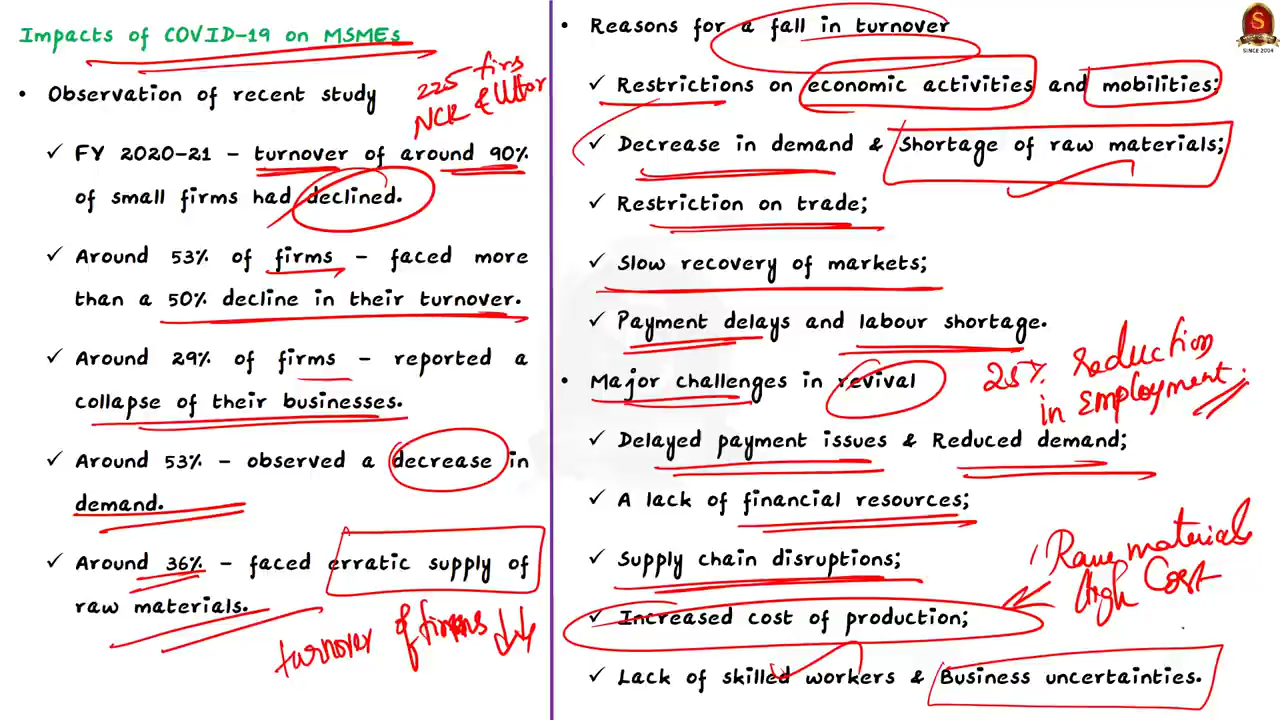 Impacts of COVID-19 on MSMEs
• Observation of recent study
225 firms
NCR & Uttar
✓ FY 2020-21 – turnover of around 90%
of small firms had declined.
✓ Around 53% of firms – faced more
than a 50% decline in their turnover.
✓ Around 29% of firms – reported a
collapse of their businesses.
✓ Around 53% – observed a decrease in
demand.
✓ Around 36% – faced erratic supply of
raw materials.
turnover of firms ↓↓
• Reasons for a fall in turnover
✓ Restrictions on economic activities and mobilities;
✓ Decrease in demand & Shortage of raw materials;
✓ Restriction on trade;
✓ Slow recovery of markets;
✓ Payment delays and labour shortage.
• Major challenges in revival
25% reduction
in employment.
✓ Delayed payment issues & Reduced demand;
✓ A lack of financial resources;
✓ Supply chain disruptions;
Raw materials
High Cost
✓ Increased cost of production;
✓ Lack of skilled workers & Business uncertainties.
S
SINCE 2004